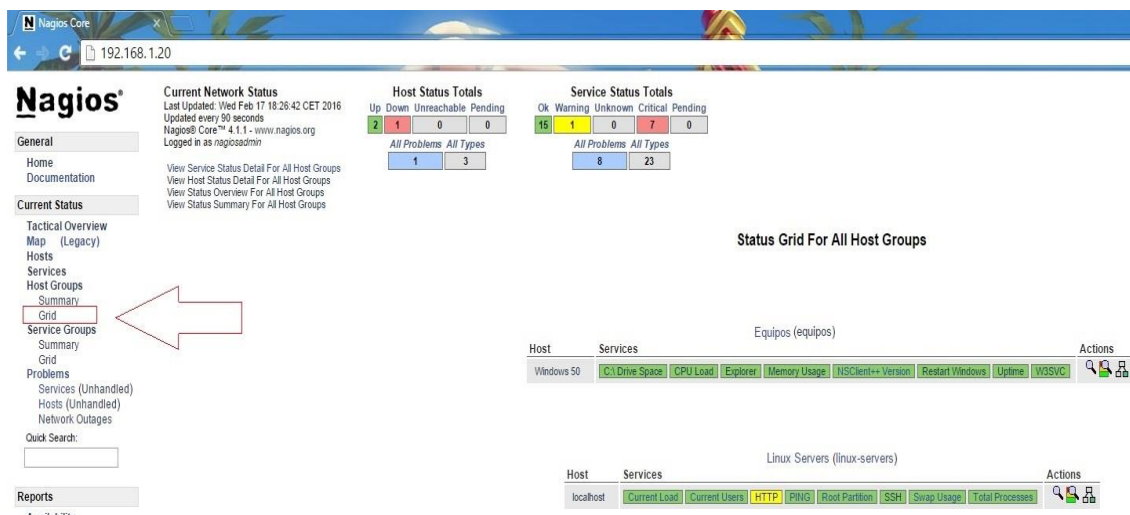 Nagios Core
192.168.1.20
Nagios®
General
Home
Documentation
Current Status
Tactical Overview
Map (Legacy)
Hosts
Services
Host Groups
Summary
Grid
Service Groups
Summary
Grid
Problems
Services (Unhandled)
Hosts (Unhandled)
Network Outages
Quick Search:
Reports
Current Network Status
Last Updated: Wed Feb 17 18:26:42 CET 2016
Updated every 90 seconds
Nagios® Core™ 4.1.1 - www.nagios.org
Logged in as nagiosadmin
View Service Status Detail For All Host Groups
View Host Status Detail For All Host Groups
View Status Overview For All Host Groups
View Status Summary For All Host Groups
Host Status Totals
Up Down Unreachable Pending
2 1 0 0
All Problems All Types
1 3
Service Status Totals
Ok Warning Unknown Critical Pending
15 1 0 7 0
All Problems All Types
8 23
Status Grid For All Host Groups
Equipos (equipos)
Host Services Actions
Windows 50 C:\ Drive Space CPU Load Explorer Memory Usage NSClient++ Version Restart Windows Uptime W3SVC
Linux Servers (linux-servers)
Host Services Actions
localhost Current Load Current Users HTTP PING Root Partition SSH Swap Usage Total Processes